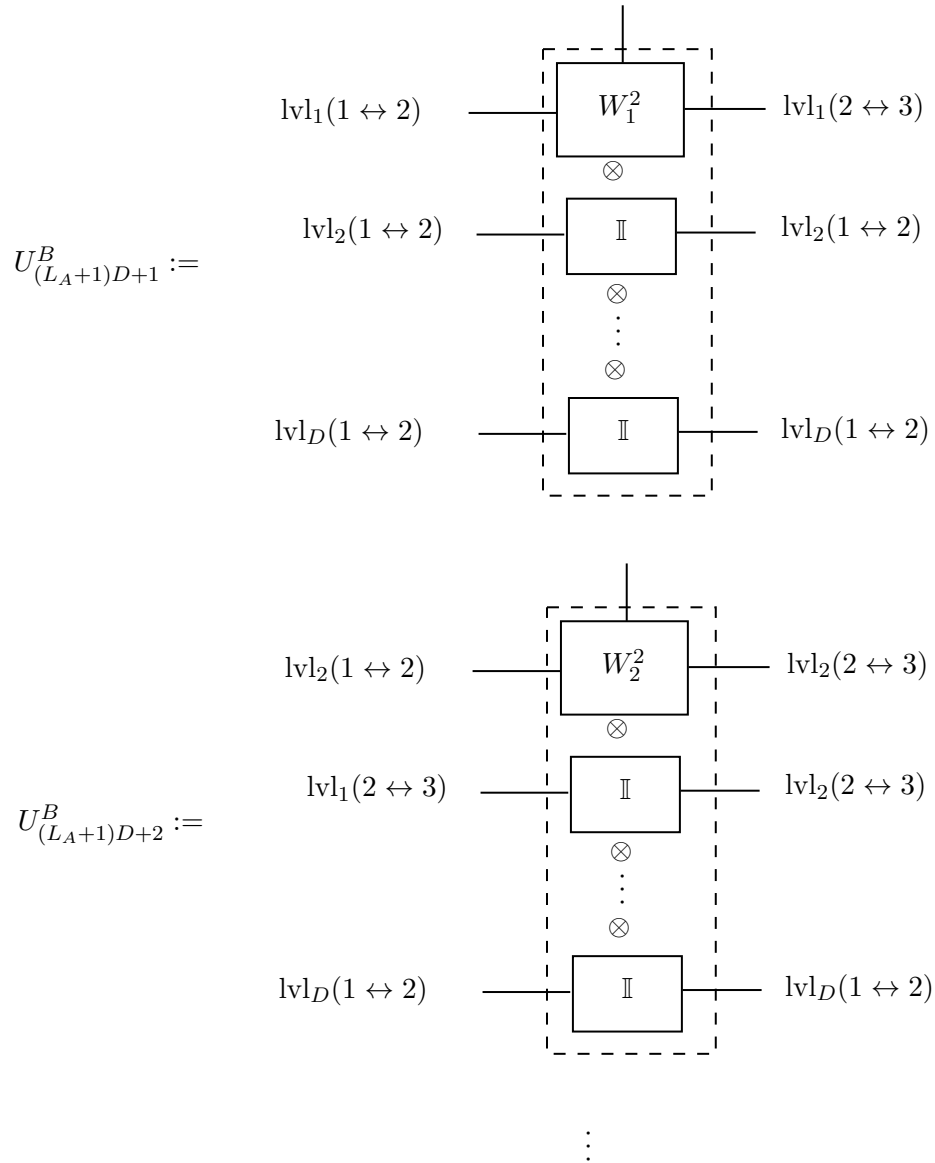 lvl₁(1 ↔ 2) W₁² lvl₁(2 ↔ 3)
⊗
lvl₂(1 ↔ 2) 𝕀 lvl₂(1 ↔ 2)
U^B_{(L_A+1)D+1} :=
⊗
⋮
⊗
lvl_D(1 ↔ 2) 𝕀 lvl_D(1 ↔ 2)
lvl₂(1 ↔ 2) W₂² lvl₂(2 ↔ 3)
⊗
lvl₁(2 ↔ 3) 𝕀 lvl₂(2 ↔ 3)
U^B_{(L_A+1)D+2} :=
⊗
⋮
⊗
lvl_D(1 ↔ 2) 𝕀 lvl_D(1 ↔ 2)
⋮